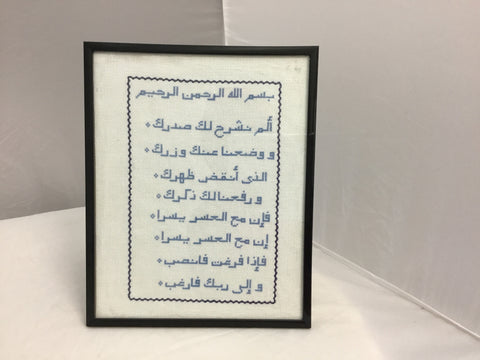 بسم الله الرحمن الرحيم
ألم نشرح لك صدرك *
و وضعنا عنك وزرك *
الذى أنقض ظهرك *
و رفعنا لك ذكرك *
فإن مع العسر يسرا *
إن مع العسر يسرا *
فإذا فرغت فانصب *
و إلى ربك فارغب *